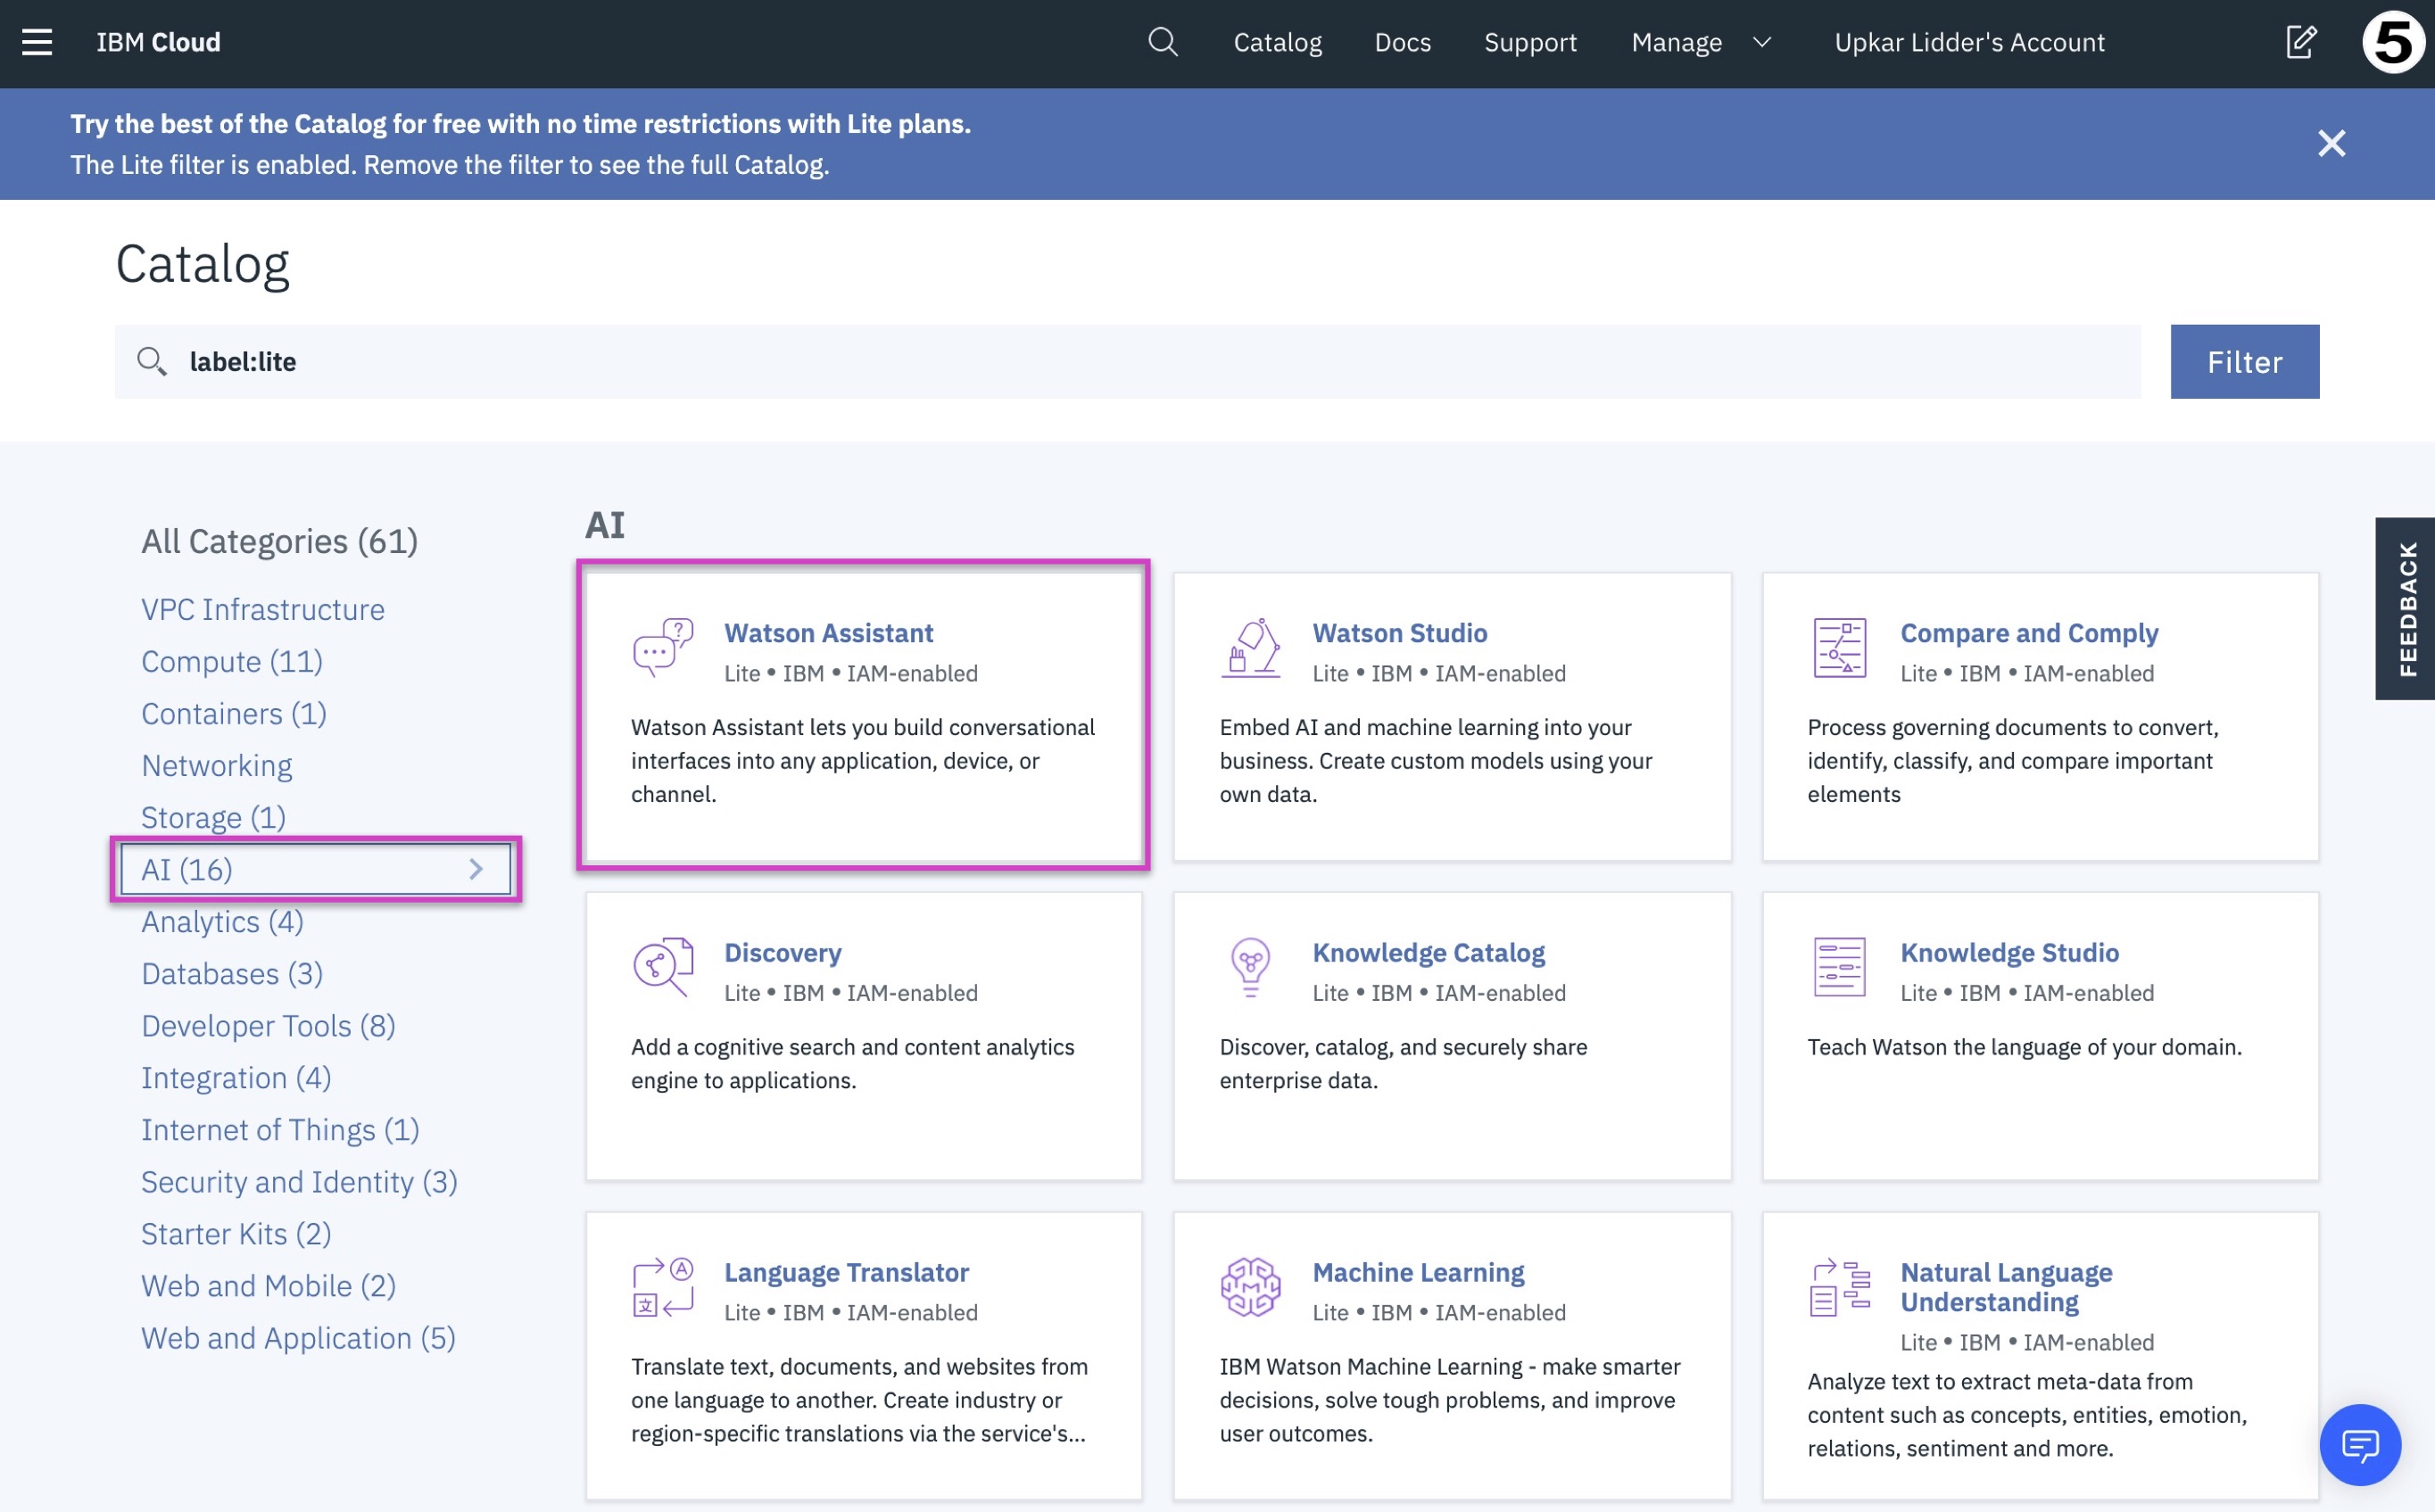 IBM Cloud
Catalog
Docs
Support
Manage
Upkar Lidder's Account
5
Try the best of the Catalog for free with no time restrictions with Lite plans.
The Lite filter is enabled. Remove the filter to see the full Catalog.
Catalog
label:lite
Filter
FEEDBACK
All Categories (61)
VPC Infrastructure
Compute (11)
Containers (1)
Networking
Storage (1)
AI (16)
Analytics (4)
Databases (3)
Developer Tools (8)
Integration (4)
Internet of Things (1)
Security and Identity (3)
Starter Kits (2)
Web and Mobile (2)
Web and Application (5)
AI
Watson Assistant
Lite • IBM • IAM-enabled
Watson Assistant lets you build conversational
interfaces into any application, device, or
channel.
Watson Studio
Lite • IBM • IAM-enabled
Embed AI and machine learning into your
business. Create custom models using your
own data.
Compare and Comply
Lite • IBM • IAM-enabled
Process governing documents to convert,
identify, classify, and compare important
elements
Discovery
Lite • IBM • IAM-enabled
Add a cognitive search and content analytics
engine to applications.
Knowledge Catalog
Lite • IBM • IAM-enabled
Discover, catalog, and securely share
enterprise data.
Knowledge Studio
Lite • IBM • IAM-enabled
Teach Watson the language of your domain.
Language Translator
Lite • IBM • IAM-enabled
Translate text, documents, and websites from
one language to another. Create industry or
region-specific translations via the service's...
Machine Learning
Lite • IBM • IAM-enabled
IBM Watson Machine Learning - make smarter
decisions, solve tough problems, and improve
user outcomes.
Natural Language
Understanding
Lite • IBM • IAM-enabled
Analyze text to extract meta-data from
content such as concepts, entities, emotion,
relations, sentiment and more.